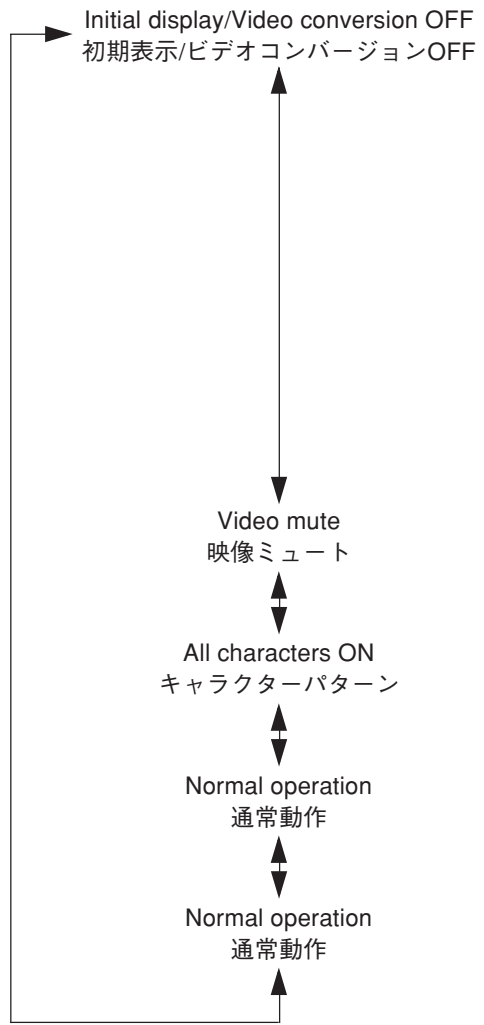 Initial display/Video conversion OFF
初期表示/ビデオコンバージョンOFF
Video mute
映像ミュート
All characters ON
キャラクターパターン
Normal operation
通常動作
Normal operation
通常動作